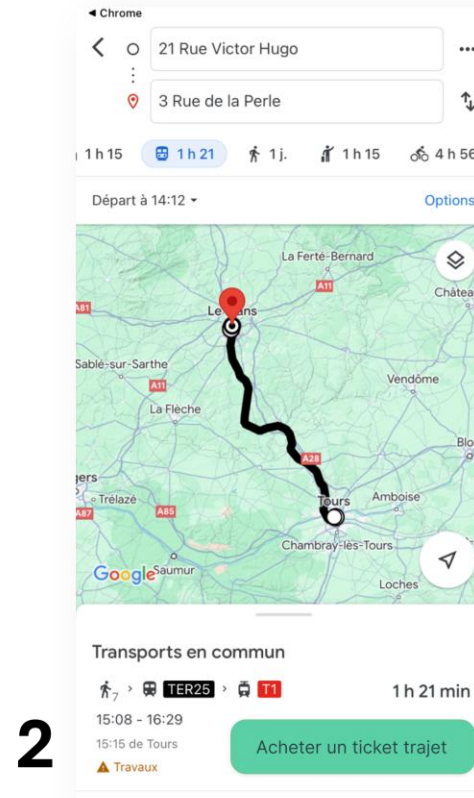 ◄ Chrome
21 Rue Victor Hugo
3 Rue de la Perle
1 h 15 1 h 21 1 j. 1 h 15 4 h 56
Départ à 14:12 Options
La Ferté-Bernard
A11
A81
Le Mans
Sablé-sur-Sarthe
A11
Vendôme
La Flèche
A28
Trélazé
Tours
Amboise
A87
A85
Chambray-lès-Tours
Google
Saumur
Loches
Transports en commun
7 TER25 T1 1 h 21 min
15:08 - 16:29
15:15 de Tours
Travaux
Acheter un ticket trajet
2